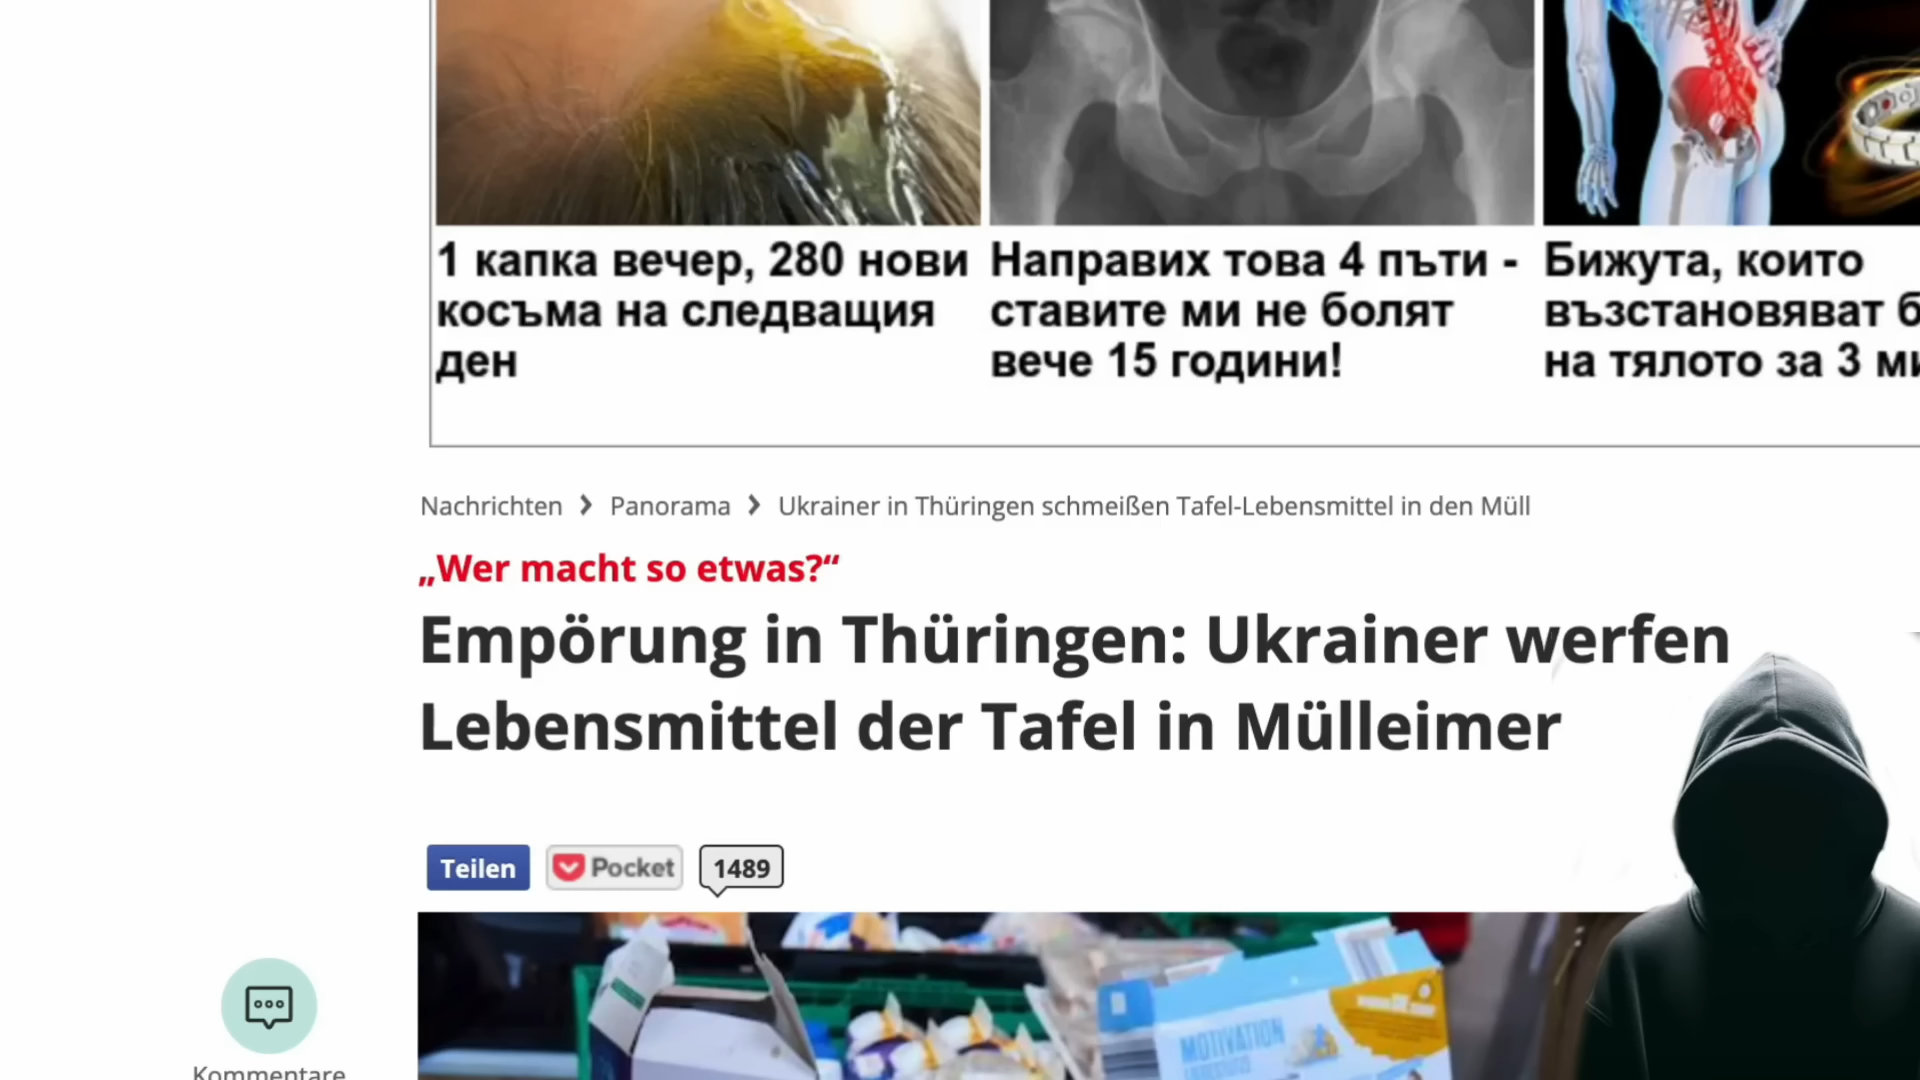 1 капка вечер, 280 нови
косъма на следващия
ден
Направих това 4 пъти -
ставите ми не болят
вече 15 години!
Бижута, които
възстановяват
на тялото за 3
Nachrichten > Panorama > Ukrainer in Thüringen schmeißen Tafel-Lebensmittel in den Müll
„Wer macht so etwas?“
Empörung in Thüringen: Ukrainer werfen
Lebensmittel der Tafel in Mülleimer
Teilen
Pocket
1489
MOTIVATION
Kommentare